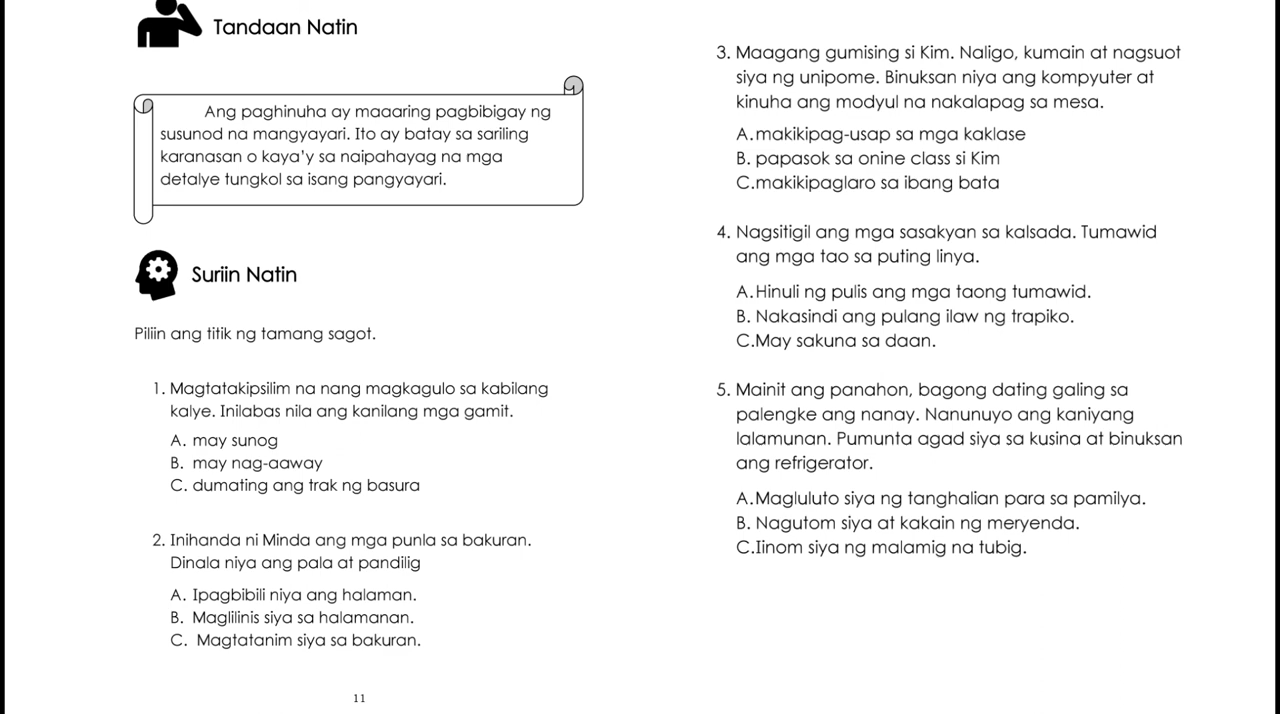 Tandaan Natin
Ang paghinuha ay maaaring pagbibigay ng
susunod na mangyayari. Ito ay batay sa sariling
karanasan o kaya'y sa naipahayag na mga
detalye tungkol sa isang pangyayari.
Suriin Natin
Piliin ang titik ng tamang sagot.
1. Magtatakipsilim na nang magkagulo sa kabilang
kalye. Inilabas nila ang kanilang mga gamit.
A. may sunog
B. may nag-aaway
C. dumating ang trak ng basura
2. Inihanda ni Minda ang mga punla sa bakuran.
Dinala niya ang pala at pandilig
A. Ipagbibili niya ang halaman.
B. Maglilinis siya sa halamanan.
C. Magtatanim siya sa bakuran.
11
3. Maagang gumising si Kim. Naligo, kumain at nagsuot
siya ng unipome. Binuksan niya ang kompyuter at
kinuha ang modyul na nakalapag sa mesa.
A.makikipag-usap sa mga kaklase
B. papasok sa onine class si Kim
C.makikipaglaro sa ibang bata
4. Nagsitigil ang mga sasakyan sa kalsada. Tumawid
ang mga tao sa puting linya.
A.Hinuli ng pulis ang mga taong tumawid.
B. Nakasindi ang pulang ilaw ng trapiko.
C.May sakuna sa daan.
5. Mainit ang panahon, bagong dating galing sa
palengke ang nanay. Nanunuyo ang kaniyang
lalamunan. Pumunta agad siya sa kusina at binuksan
ang refrigerator.
A.Magluluto siya ng tanghalian para sa pamilya.
B. Nagutom siya at kakain ng meryenda.
C.Iinom siya ng malamig na tubig.